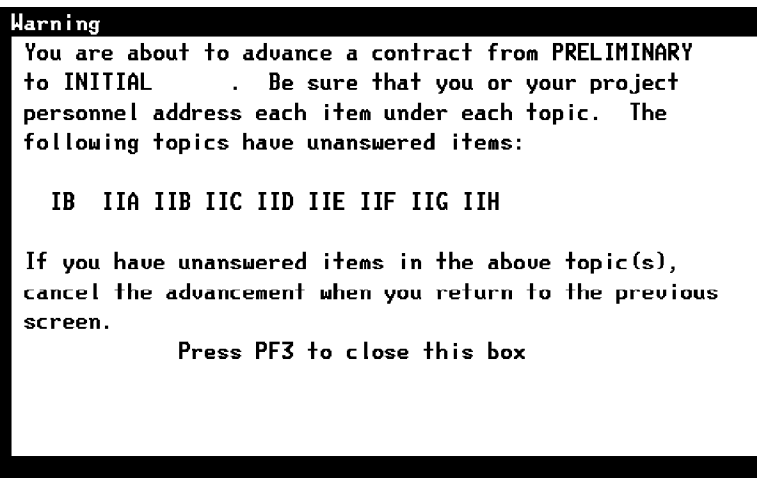 Warning
You are about to advance a contract from PRELIMINARY
to INITIAL       .  Be sure that you or your project
personnel address each item under each topic.  The
following topics have unanswered items:
IB  IIA IIB IIC IID IIE IIF IIG IIH
If you have unanswered items in the above topic(s),
cancel the advancement when you return to the previous
screen.
Press PF3 to close this box